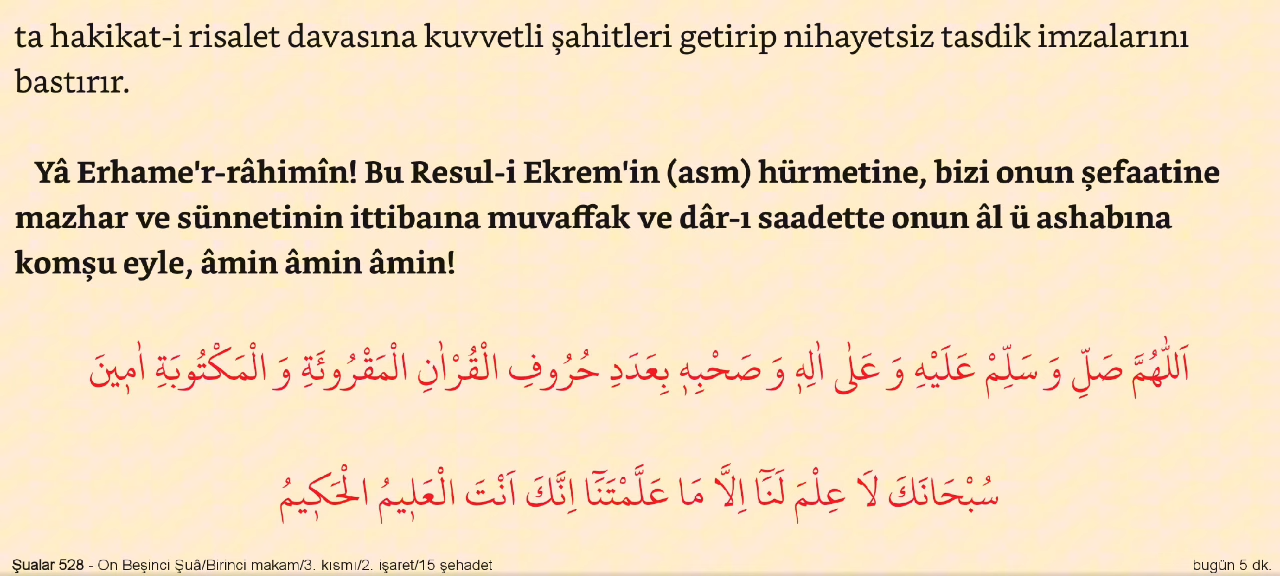 ta hakikat-i risalet davasına kuvvetli şahitleri getirip nihayetsiz tasdik imzalarını
bastırır.
Yâ Erhame'r-râhimîn! Bu Resul-i Ekrem'in (asm) hürmetine, bizi onun şefaatine
mazhar ve sünnetinin ittibaına muvaffak ve dâr-ı saadette onun âl ü ashabına
komşu eyle, âmin âmin âmin!
اَللّٰهُمَّ صَلِّ وَ سَلِّمْ عَلَيْهِ وَ عَلٰى اٰلِهٖ وَ صَحْبِهٖ بِعَدَدِ حُرُوفِ الْقُرْاٰنِ الْمَقْرُوئَةِ وَ الْمَكْتُوبَةِ اٰمٖينَ
سُبْحَانَكَ لَا عِلْمَ لَنَٓا اِلَّا مَا عَلَّمْتَنَٓا اِنَّكَ اَنْتَ الْعَلٖيمُ الْحَكٖيمُ
Şualar 528 - On Beşinci Şuâ/Birinci makam/3. kısmı/2. işaret/15 şehadet
bugün 5 dk.